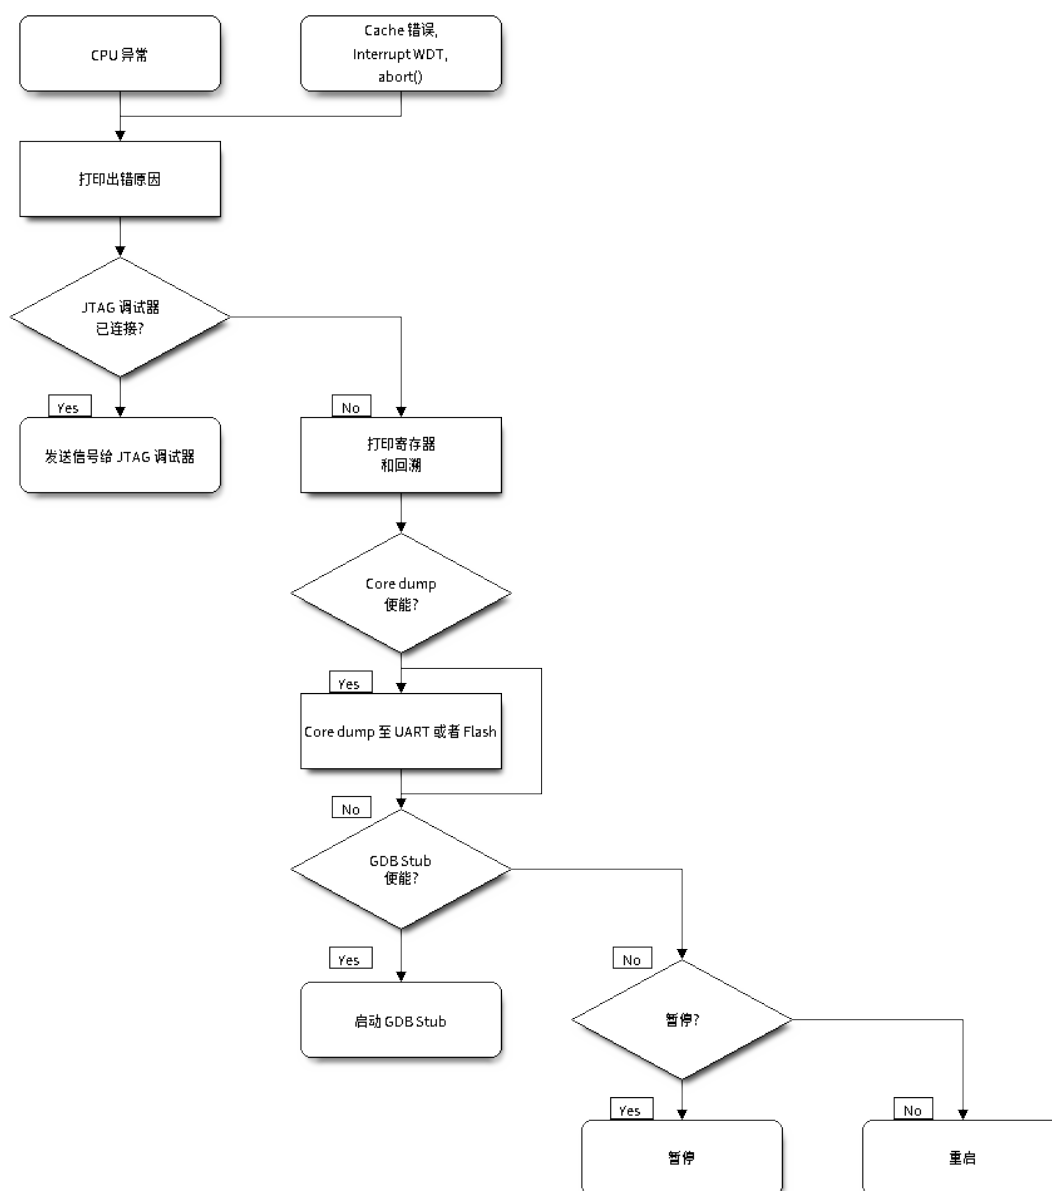 CPU 异常
Cache 错误,
Interrupt WDT,
abort()
打印出错原因
JTAG 调试器
已连接?
Yes
No
发送信号给 JTAG 调试器
打印寄存器
和回溯
Core dump
便能?
Yes
Core dump 至 UART 或者 Flash
No
GDB Stub
便能?
Yes
No
启动 GDB Stub
暂停?
Yes
No
暂停
重启